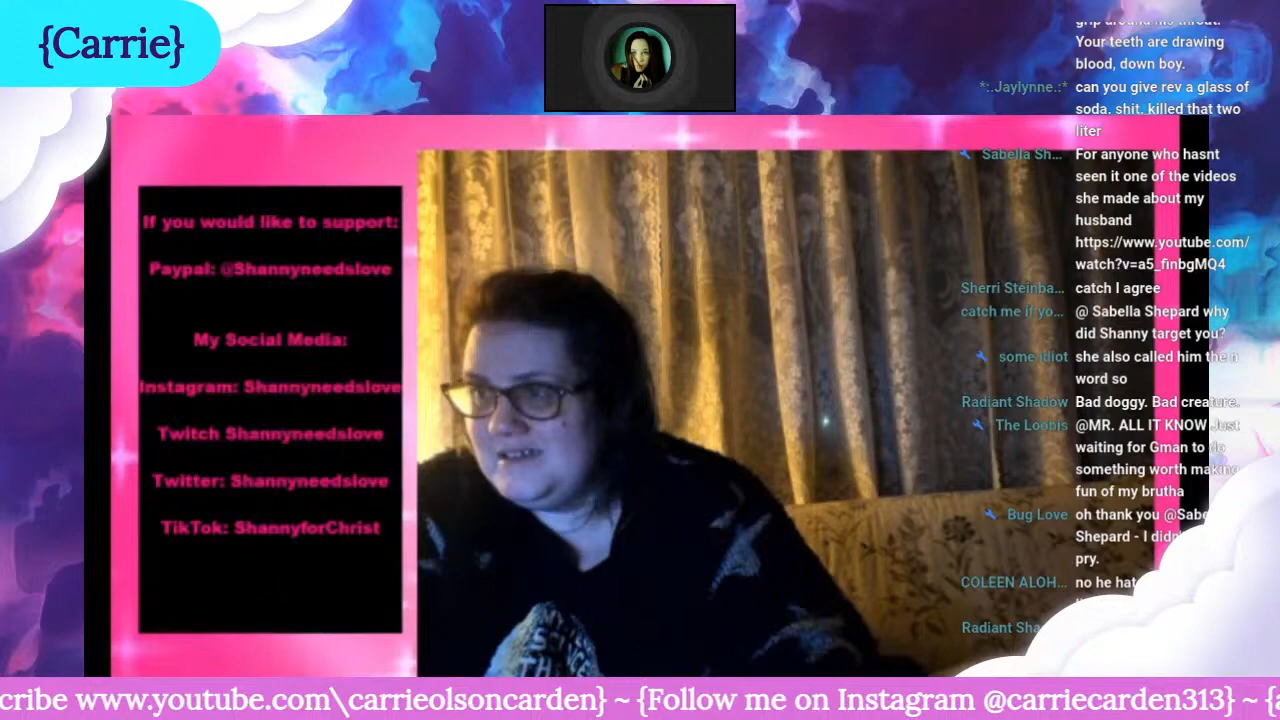 {Carrie}
If you would like to support:
Paypal: @Shannyneedslove
My Social Media:
Instagram: Shannyneedslove
Twitch Shannyneedslove
Twitter: Shannyneedslove
TikTok: ShannyforChrist
grip around his throat.
Your teeth are drawing
blood, down boy.
*:.Jaylynne.:* can you give rev a glass of
soda. shit. killed that two
liter
Sabella Sh... For anyone who hasnt
seen it one of the videos
she made about my
husband
https://www.youtube.com/
watch?v=a5_finbgMQ4
Sherri Steinba... catch I agree
catch me if yo... @ Sabella Shepard why
did Shanny target you?
some idiot she also called him the n
word so
Radiant Shadow Bad doggy. Bad creature.
The Loobis @MR. ALL IT KNOW Just
waiting for Gman to do
something worth making
fun of my brutha
Bug Love oh thank you @Sabe
Shepard - I didn
pry.
COLEEN ALOH... no he hat
Radiant Sha
cribe www.youtube.com\carrieolsoncarden} ~ {Follow me on Instagram @carriecarden313} ~ {